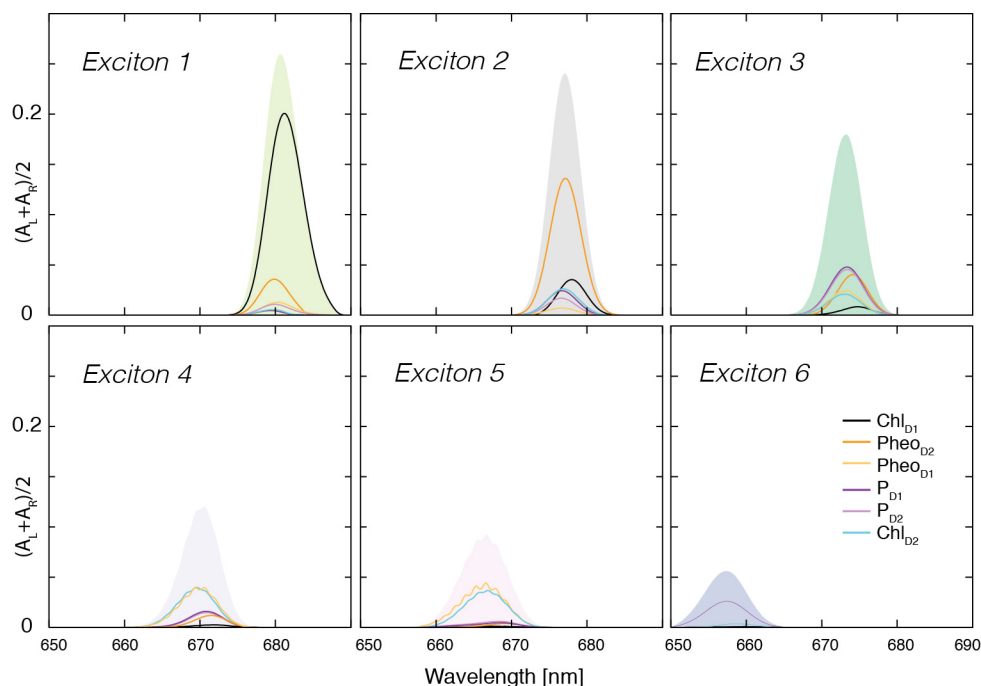 Exciton 1
Exciton 2
Exciton 3
0.2
0
(A_L+A_R)/2
Exciton 4
Exciton 5
Exciton 6
0.2
0
(A_L+A_R)/2
Chl_D1
Pheo_D2
Pheo_D1
P_D1
P_D2
Chl_D2
650 660 670 680 650 660 670 680 650 660 670 680 690
Wavelength [nm]